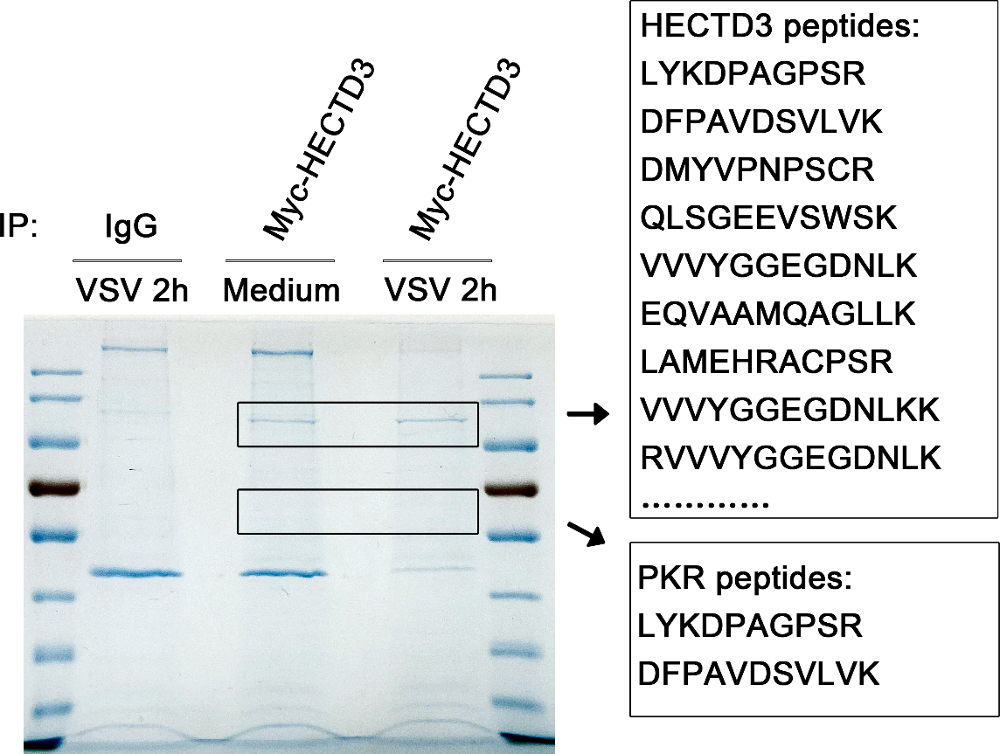 IP:
IgG
Myc-HECTD3
Myc-HECTD3
VSV 2h
Medium
VSV 2h
HECTD3 peptides:
LYKDPAGPSR
DFPAVDSVLVK
DMYVPNPSCR
QLSGEEVSWSK
VVVYGGEGDNLK
EQVAAMQAGLLK
LAMEHRACPSR
VVVYGGEGDNLKK
RVVVYGGEGDNLK
............
PKR peptides:
LYKDPAGPSR
DFPAVDSVLVK